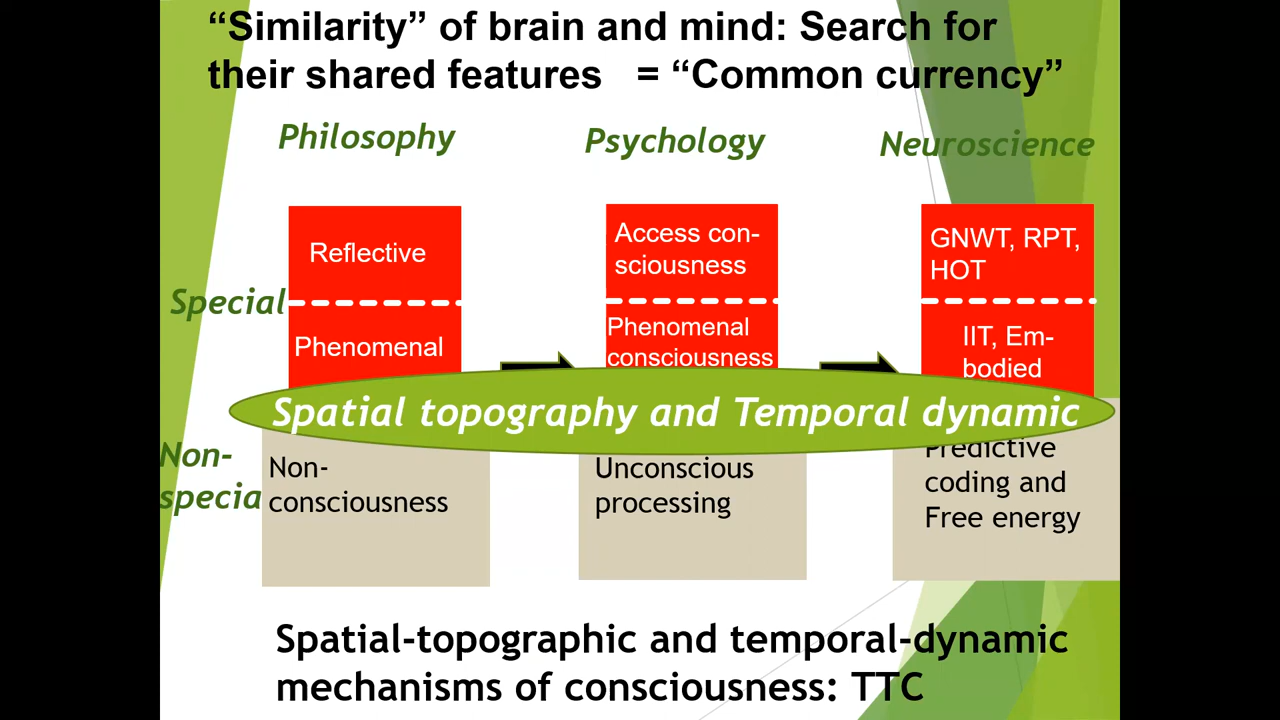 “Similarity” of brain and mind: Search for
their shared features = “Common currency”
Philosophy
Psychology
Neuroscience
Reflective
Access con-
sciousness
GNWT, RPT,
HOT
Special
Phenomenal
Phenomenal
consciousness
IIT, Em-
bodied
Spatial topography and Temporal dynamic
Non-
specia
Non-
consciousness
Unconscious
processing
Predictive
coding and
Free energy
Spatial-topographic and temporal-dynamic
mechanisms of consciousness: TTC